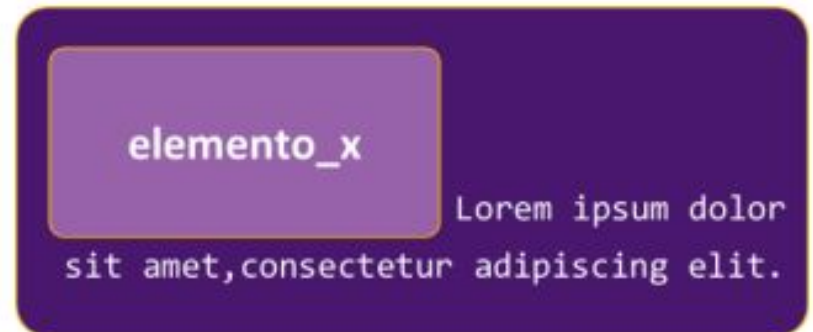 elemento_x
Lorem ipsum dolor
sit amet,consectetur adipiscing elit.